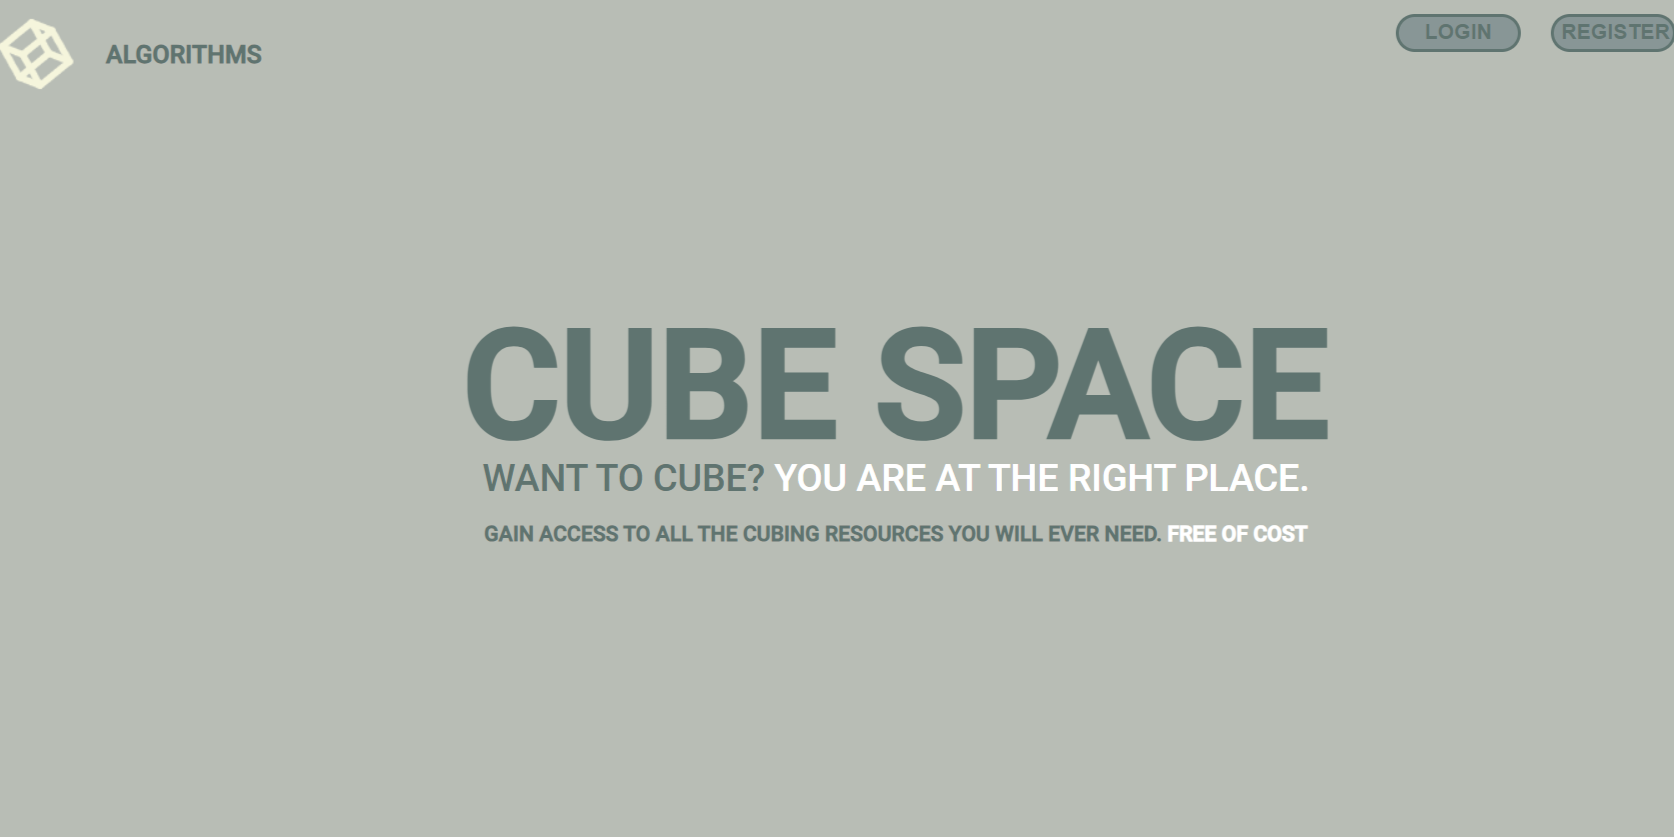 ALGORITHMS
LOGIN
REGISTER
CUBE SPACE
WANT TO CUBE? YOU ARE AT THE RIGHT PLACE.
GAIN ACCESS TO ALL THE CUBING RESOURCES YOU WILL EVER NEED. FREE OF COST